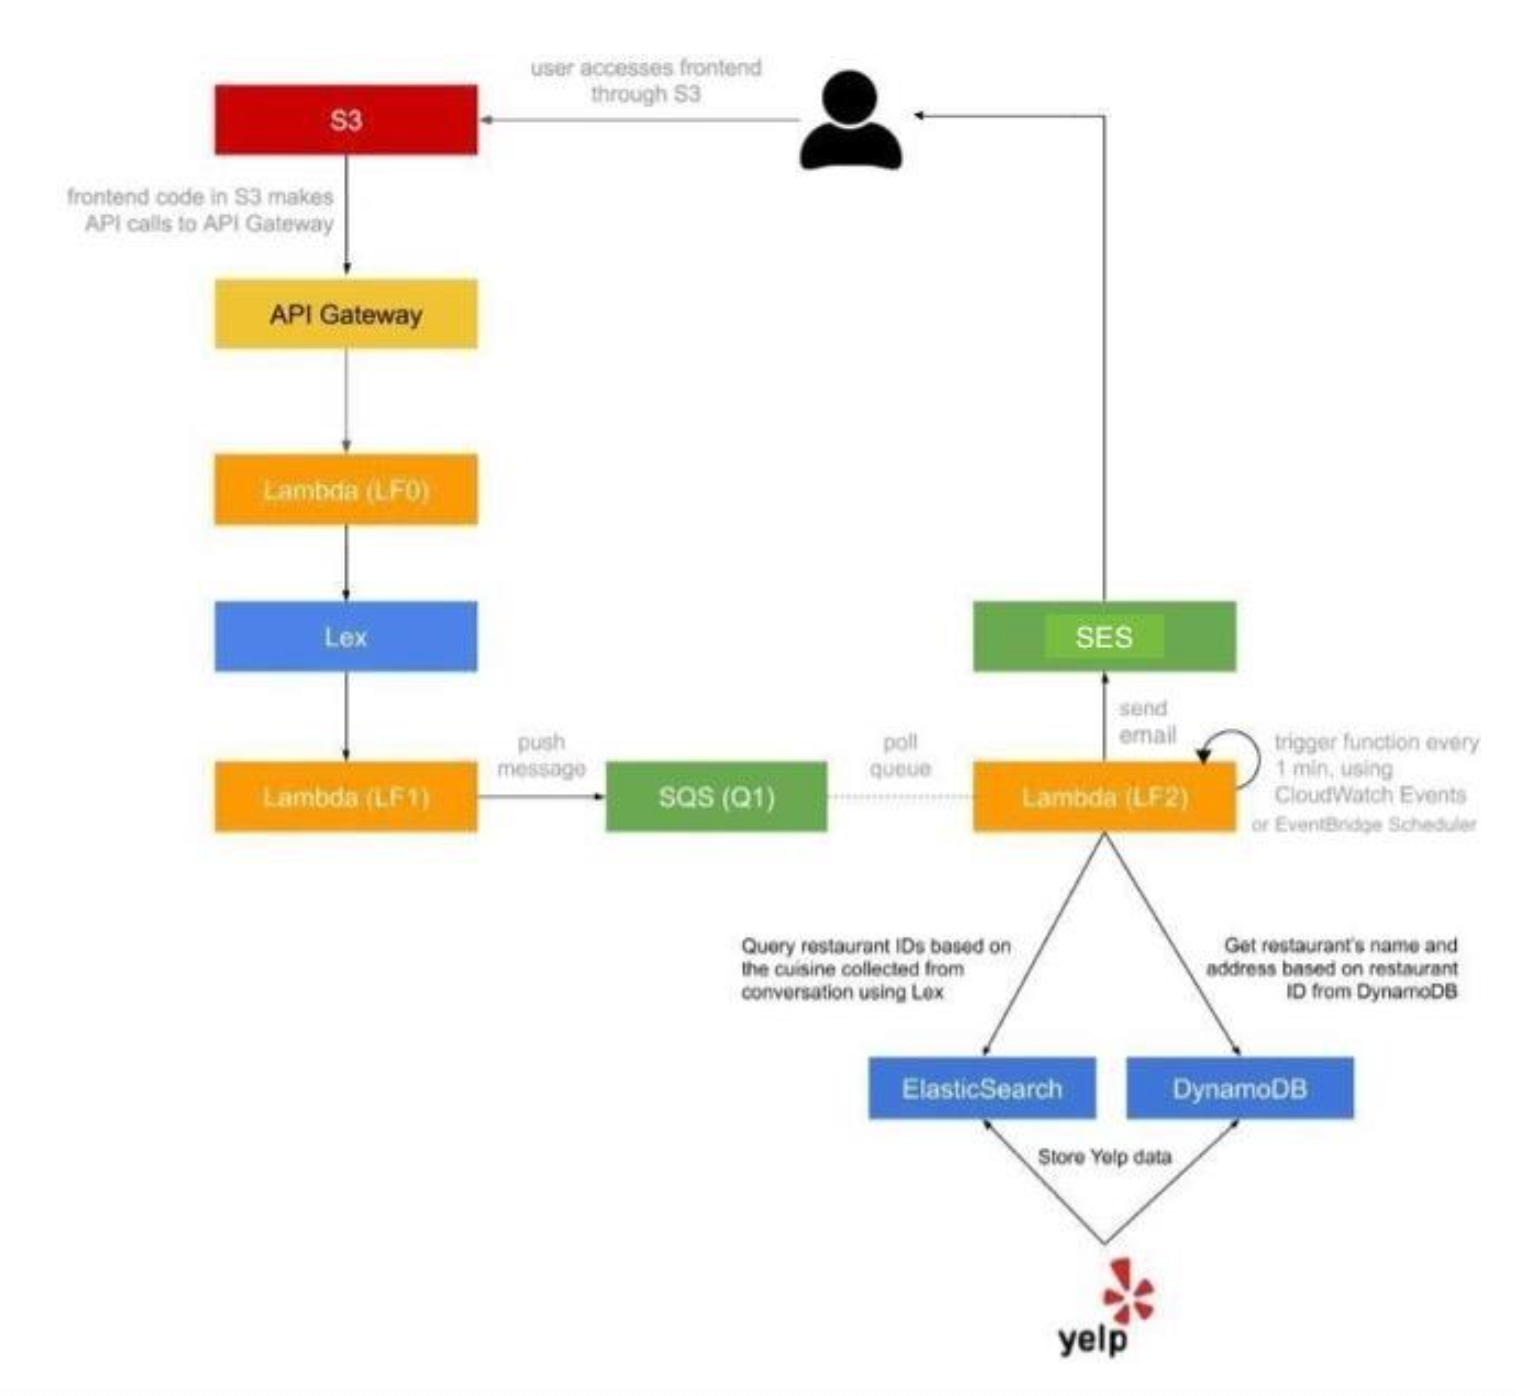 user accesses frontend
through S3
S3
frontend code in S3 makes
API calls to API Gateway
API Gateway
Lambda (LF0)
Lex
SES
send
email
push
message
poll
queue
trigger function every
1 min, using
CloudWatch Events
or EventBridge Scheduler
Lambda (LF1)
SQS (Q1)
Lambda (LF2)
Query restaurant IDs based on
the cuisine collected from
conversation using Lex
Get restaurant's name and
address based on restaurant
ID from DynamoDB
ElasticSearch
DynamoDB
Store Yelp data
yelp